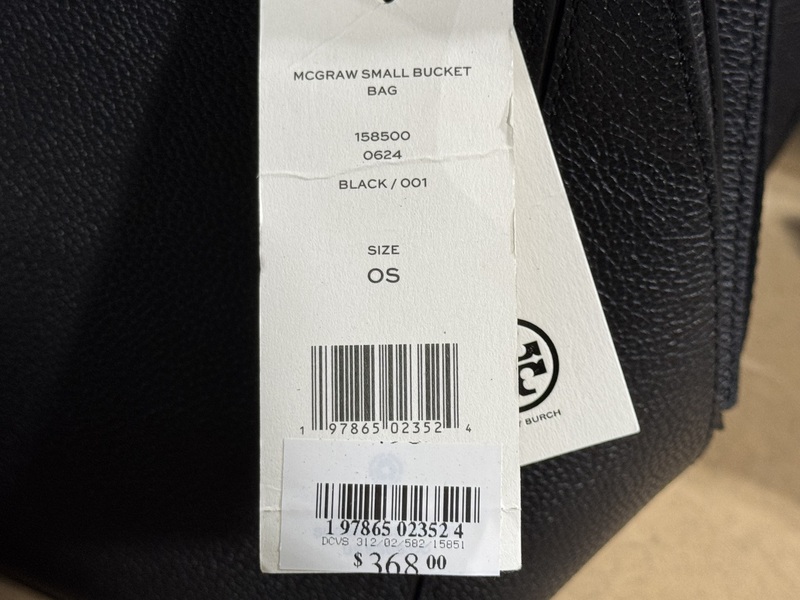 MCGRAW SMALL BUCKET
BAG
158500
0624
BLACK / 001
SIZE
OS
1 97865 02352 4
BURCH
1 97865 02352 4
DCVS 312/02/582/15851
$368.00